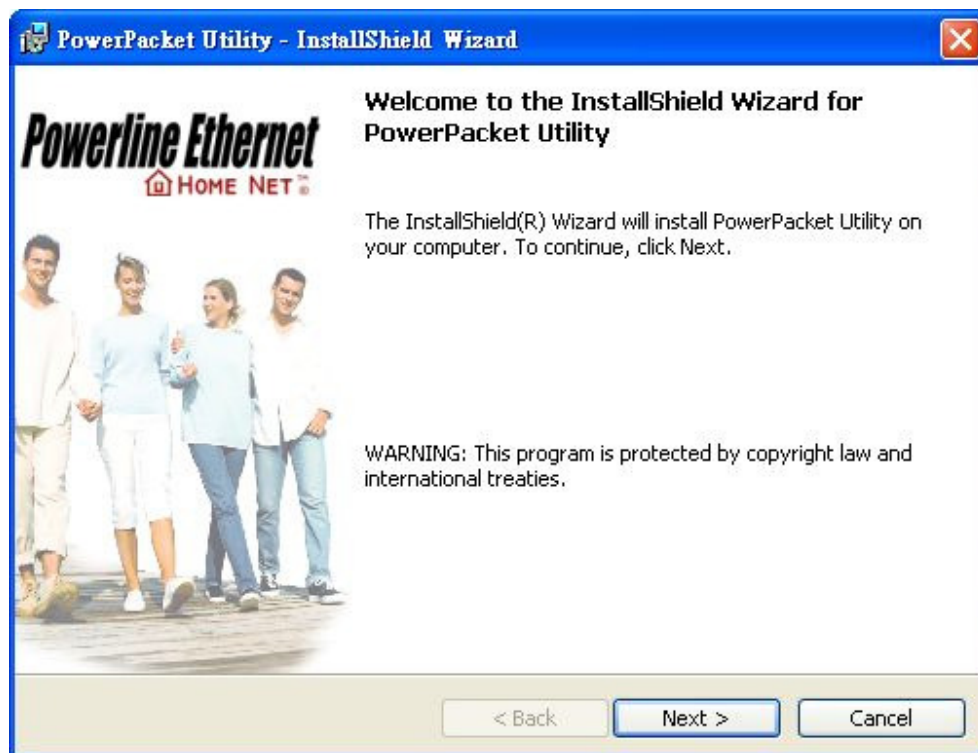 PowerPacket Utility - InstallShield Wizard
Powerline Ethernet
HOME NET
Welcome to the InstallShield Wizard for
PowerPacket Utility
The InstallShield(R) Wizard will install PowerPacket Utility on
your computer. To continue, click Next.
WARNING: This program is protected by copyright law and
international treaties.
< Back
Next >
Cancel